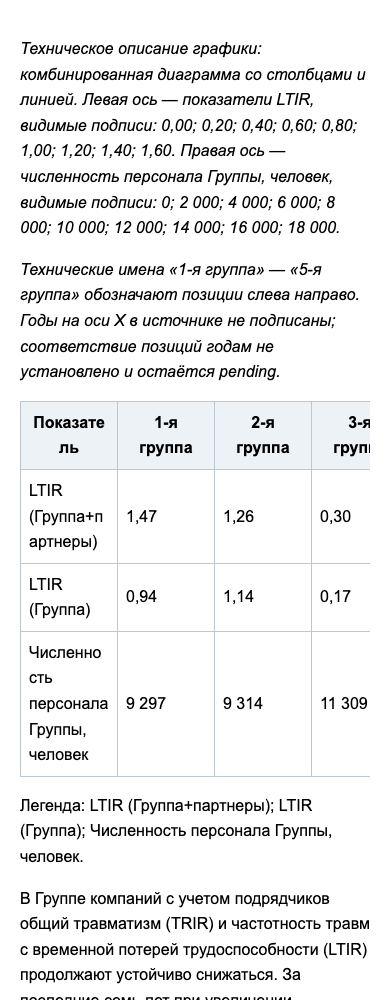 Техническое описание графики:
комбинированная диаграмма со столбцами и
линией. Левая ось — показатели LTIR,
видимые подписи: 0,00; 0,20; 0,40; 0,60; 0,80;
1,00; 1,20; 1,40; 1,60. Правая ось —
численность персонала Группы, человек,
видимые подписи: 0; 2 000; 4 000; 6 000; 8
000; 10 000; 12 000; 14 000; 16 000; 18 000.
Технические имена «1-я группа» — «5-я
группа» обозначают позиции слева направо.
Годы на оси X в источнике не подписаны;
соответствие позиций годам не
установлено и остаётся pending.
Показате
ль
1-я
группа
2-я
группа
3-я
LTIR
(Группа+п
артнеры)
1,47
1,26
0,30
LTIR
(Группа)
0,94
1,14
0,17
Численно
сть
персонала
Группы,
человек
9 297
9 314
11 309
Легенда: LTIR (Группа+партнеры); LTIR
(Группа); Численность персонала Группы,
человек.
В Группе компаний с учетом подрядчиков
общий травматизм (TRIR) и частотность травм
с временной потерей трудоспособности (LTIR)
продолжают устойчиво снижаться. За
последние семь лет при увеличении